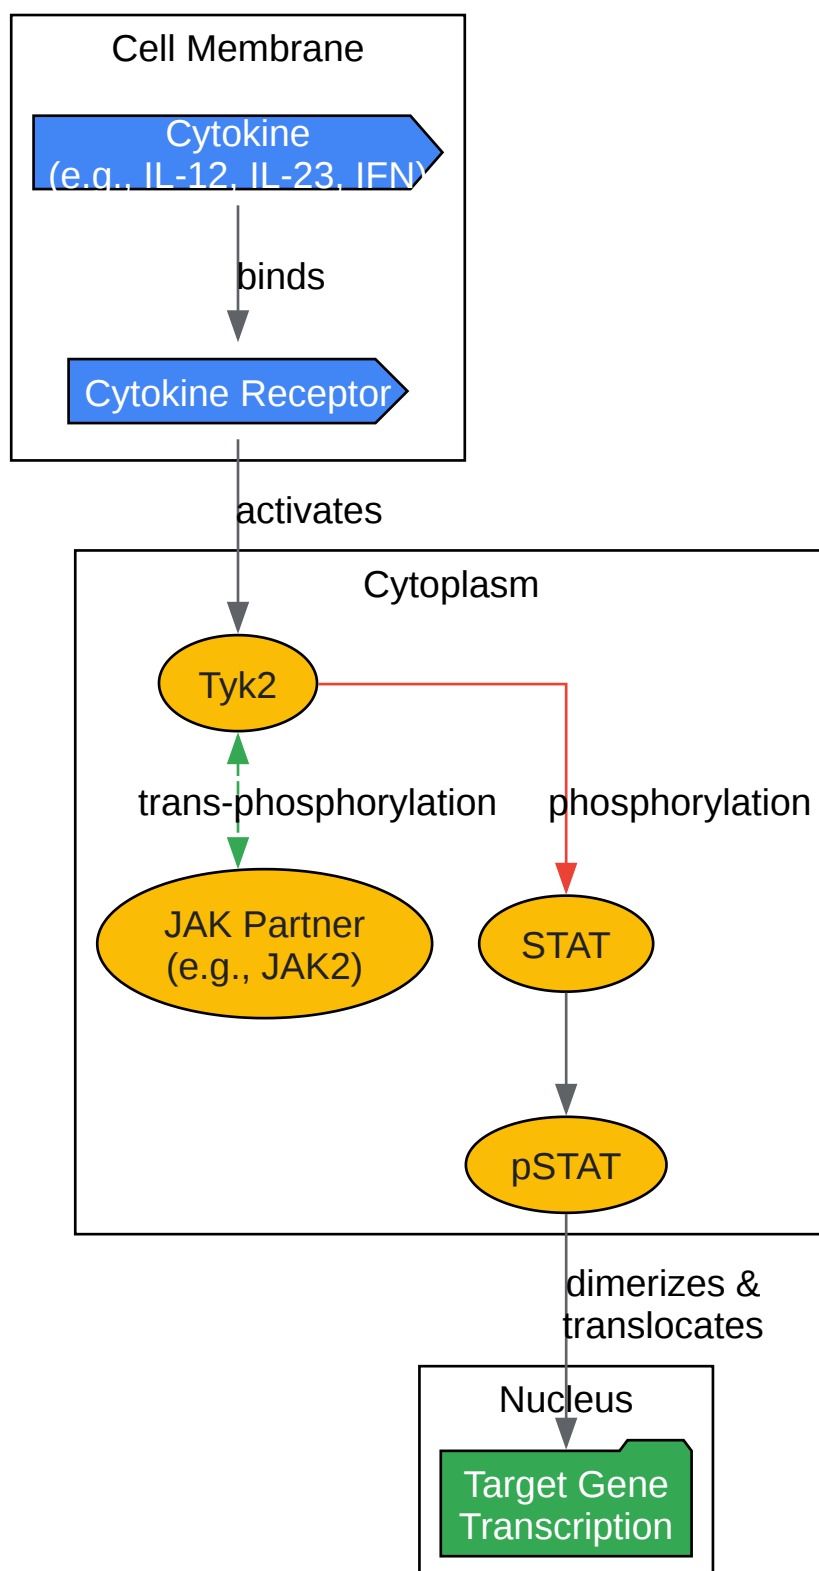 Cell Membrane
Cytokine
(e.g., IL-12, IL-23, IFN)
binds
Cytokine Receptor
activates
Cytoplasm
Tyk2
trans-phosphorylation
phosphorylation
JAK Partner
(e.g., JAK2)
STAT
pSTAT
dimerizes &
translocates
Nucleus
Target Gene
Transcription